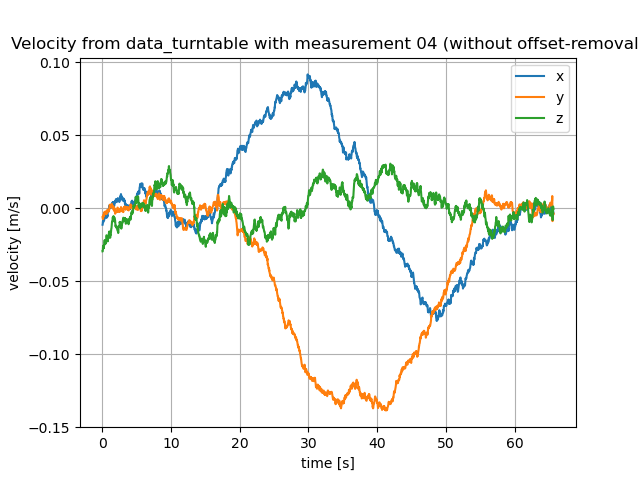 Velocity from data_turntable with measurement 04 (without offset-removal
x
y
z
0.10
0.05
0.00
−0.05
−0.10
−0.15
velocity [m/s]
0 10 20 30 40 50 60
time [s]